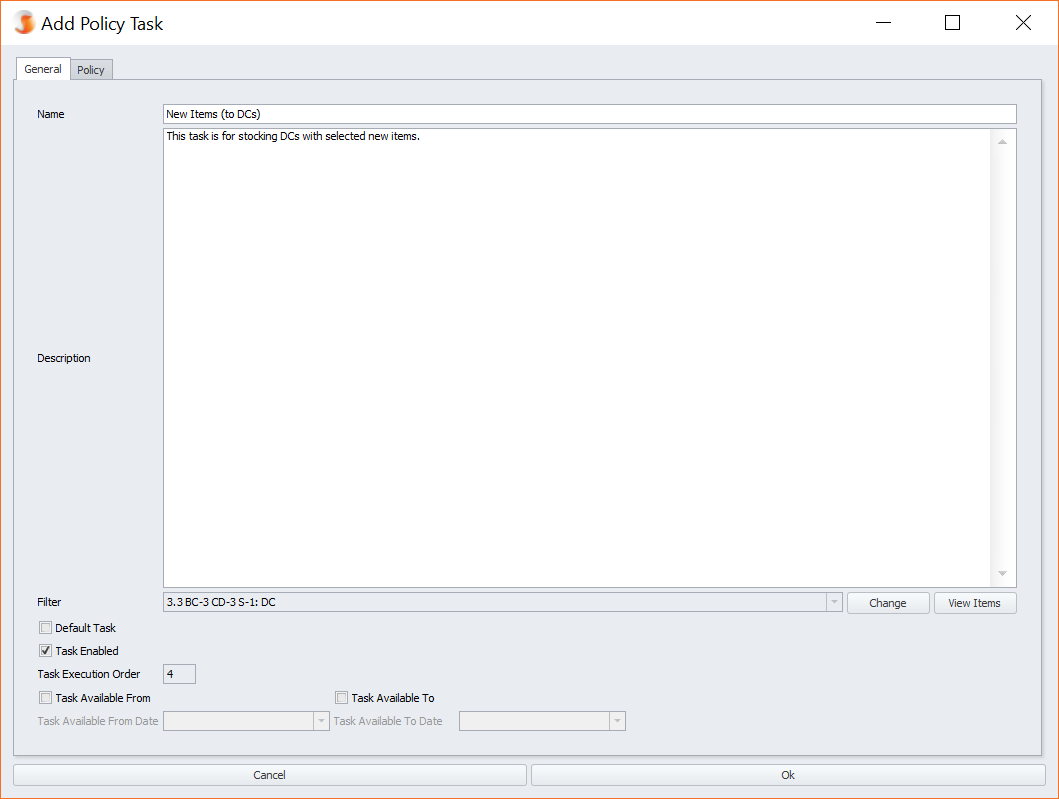 Add Policy Task
General Policy
Name New Items (to DCs)
This task is for stocking DCs with selected new items.
Description
Filter 3.3 BC-3 CD-3 S-1: DC Change View Items
Default Task
Task Enabled
Task Execution Order 4
Task Available From Task Available To
Task Available From Date Task Available To Date
Cancel Ok